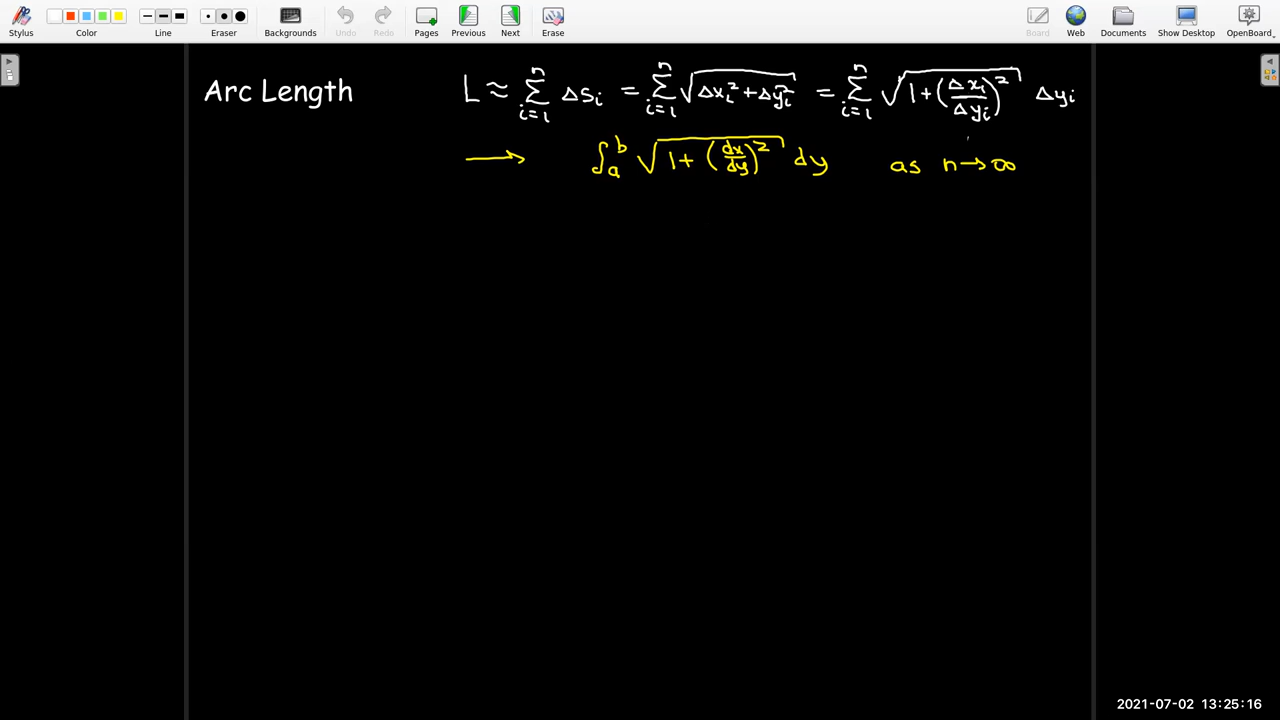 Stylus Color Line Eraser Backgrounds Undo Redo Pages Previous Next Erase Board Web Documents Show Desktop OpenBoard
Arc Length L ≈ Σ_{i=1}^{n} Δs_i = Σ_{i=1}^{n} √(Δx_i² + Δy_i²) = Σ_{i=1}^{n} √(1 + (Δx_i/Δy_i)²) Δy_i
→ ∫_a^b √(1 + (dx/dy)²) dy as n → ∞
2021-07-02 13:25:16